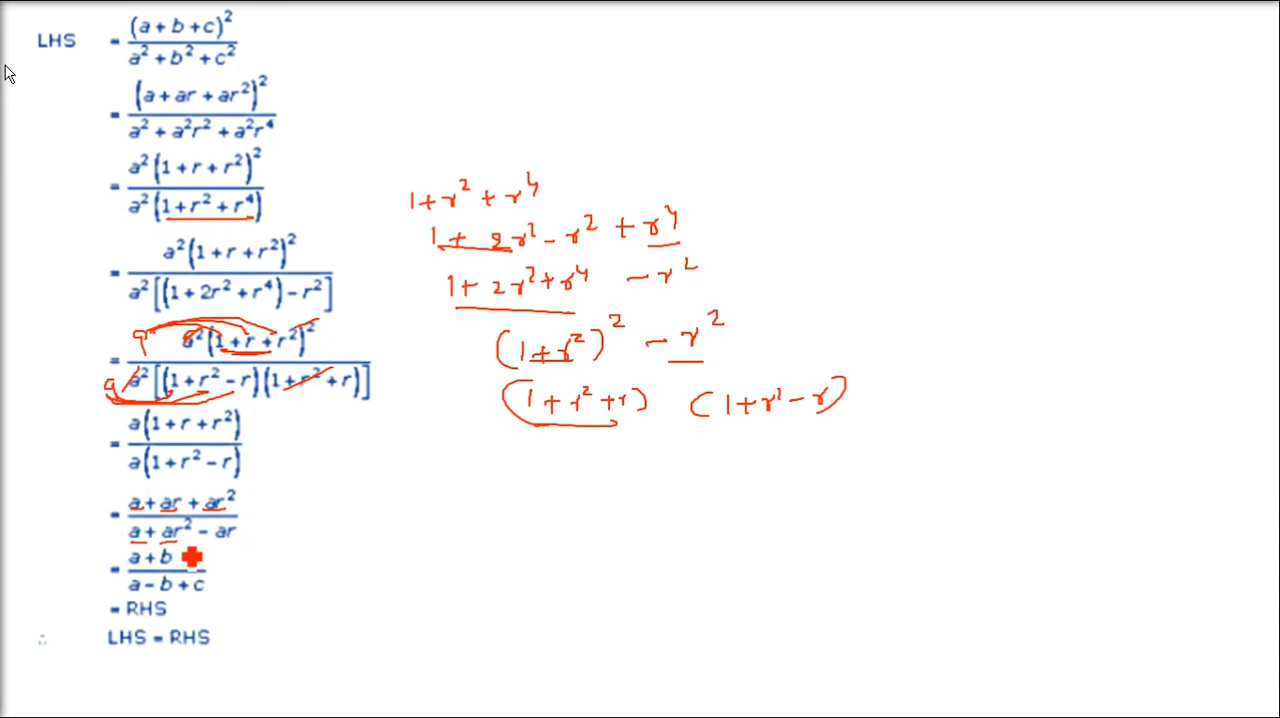 LHS = (a+b+c)²
a² + b² + c²
= (a + ar + ar²)²
a² + a²r² + a²r⁴
= a²(1 + r + r²)²
a²(1 + r² + r⁴)
= a²(1 + r + r²)²
a²[(1 + 2r² + r⁴) − r²]
= a²(1 + r + r²)²
a²[(1 + r² − r)(1 + r² + r)]
= a(1 + r + r²)
a(1 + r² − r)
= a + ar + ar²
a + ar² − ar
= a + b
a − b + c
= RHS
∴ LHS = RHS
1 + r² + r⁴
1 + 2r² − r² + r⁴
1 + 2r² + r⁴ − r²
(1 + r²)² − r²
(1 + r² + r) (1 + r² − r)